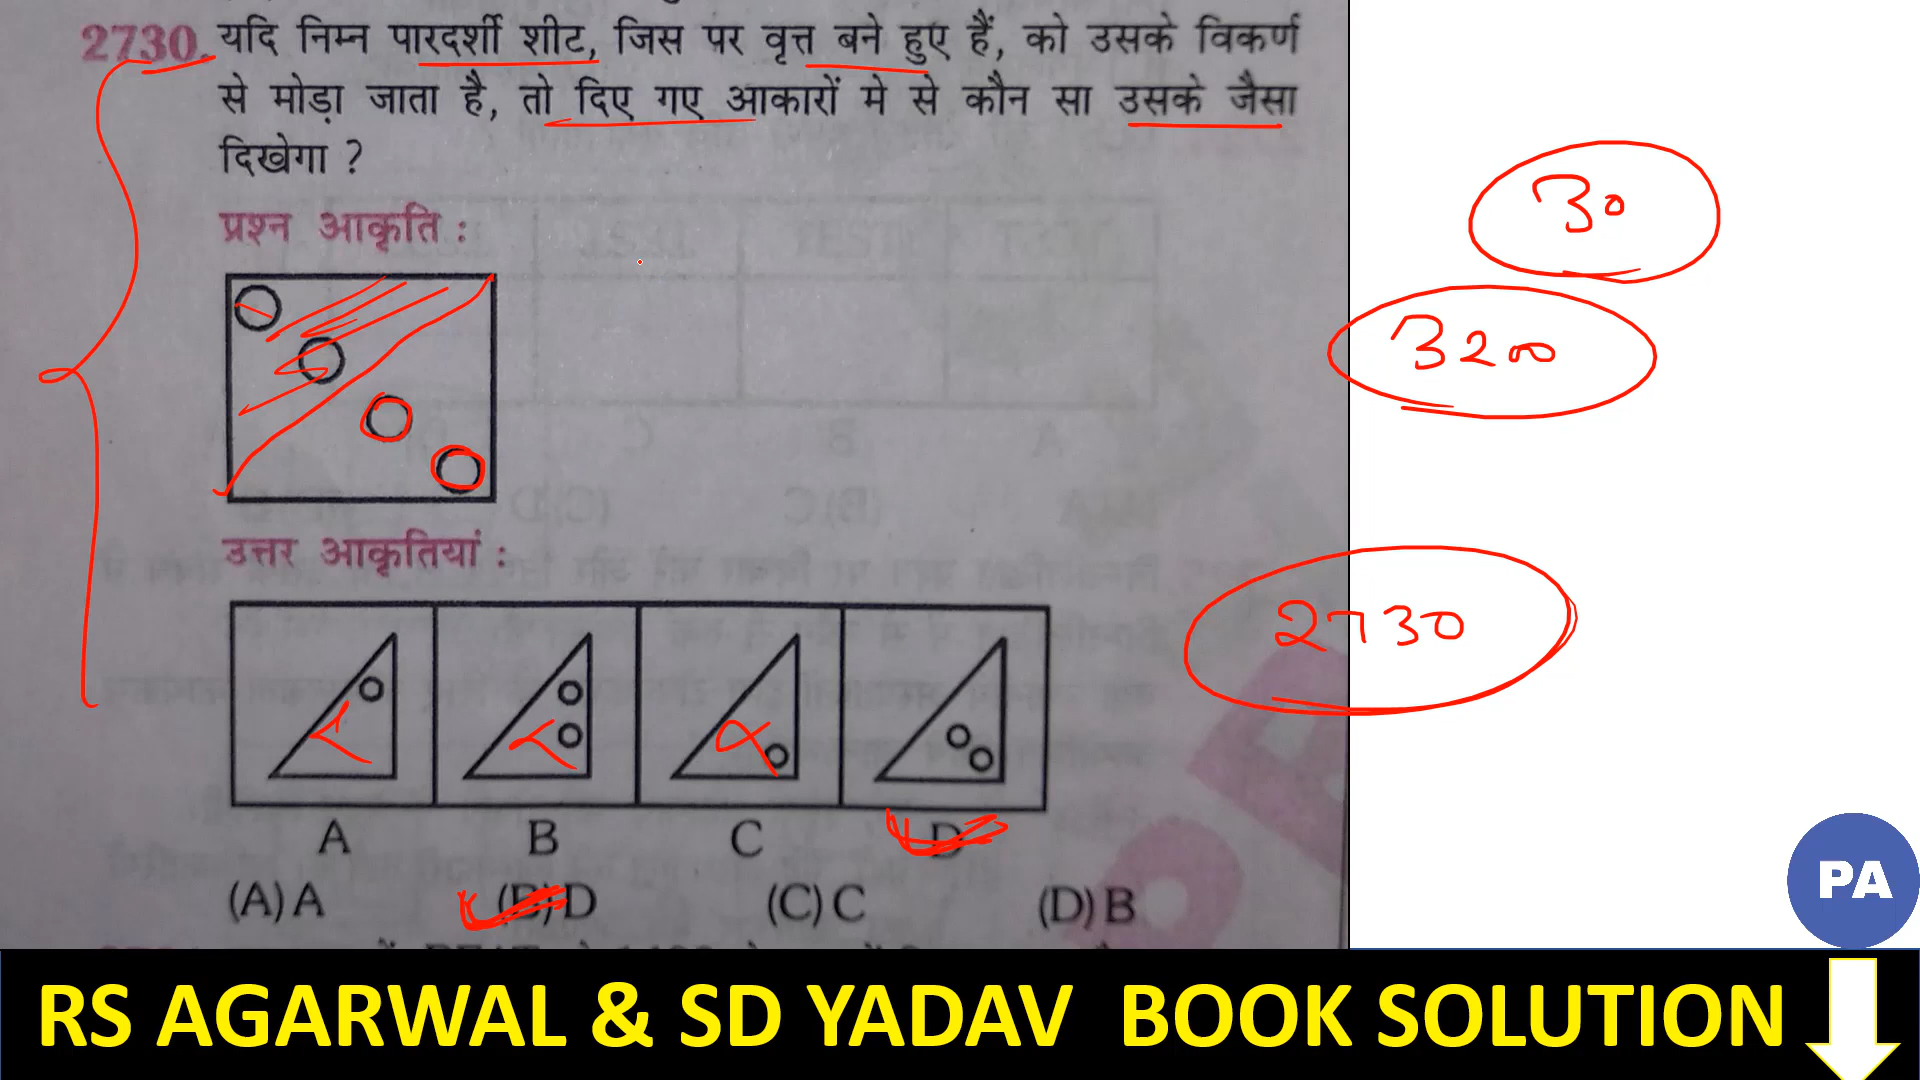 2730. यदि निम्न पारदर्शी शीट, जिस पर वृत्त बने हुए हैं, को उसके विकर्ण
से मोड़ा जाता है, तो दिए गए आकारों मे से कौन सा उसके जैसा
दिखेगा ?
प्रश्न आकृति :
30
3200
उत्तर आकृतियां :
2730
A B C D
(A) A (B) D (C) C (D) B
PA
RS AGARWAL & SD YADAV BOOK SOLUTION